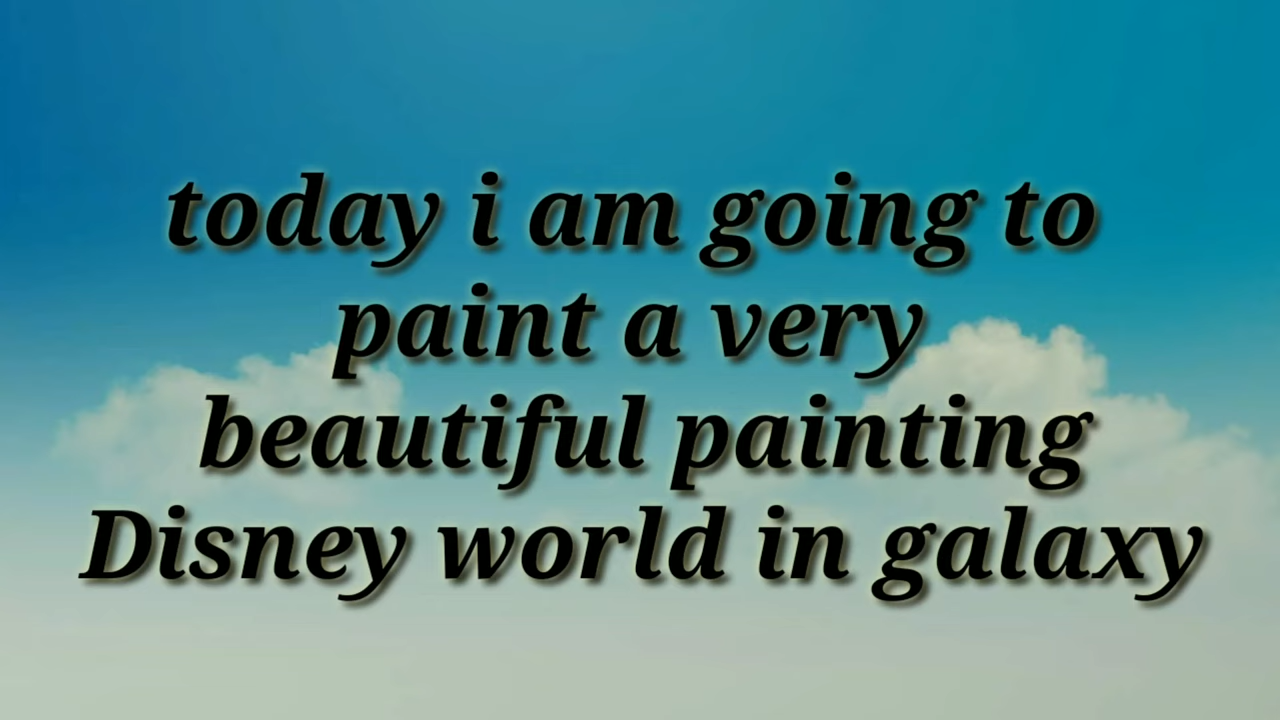 today i am going to
paint a very
beautiful painting
Disney world in galaxy